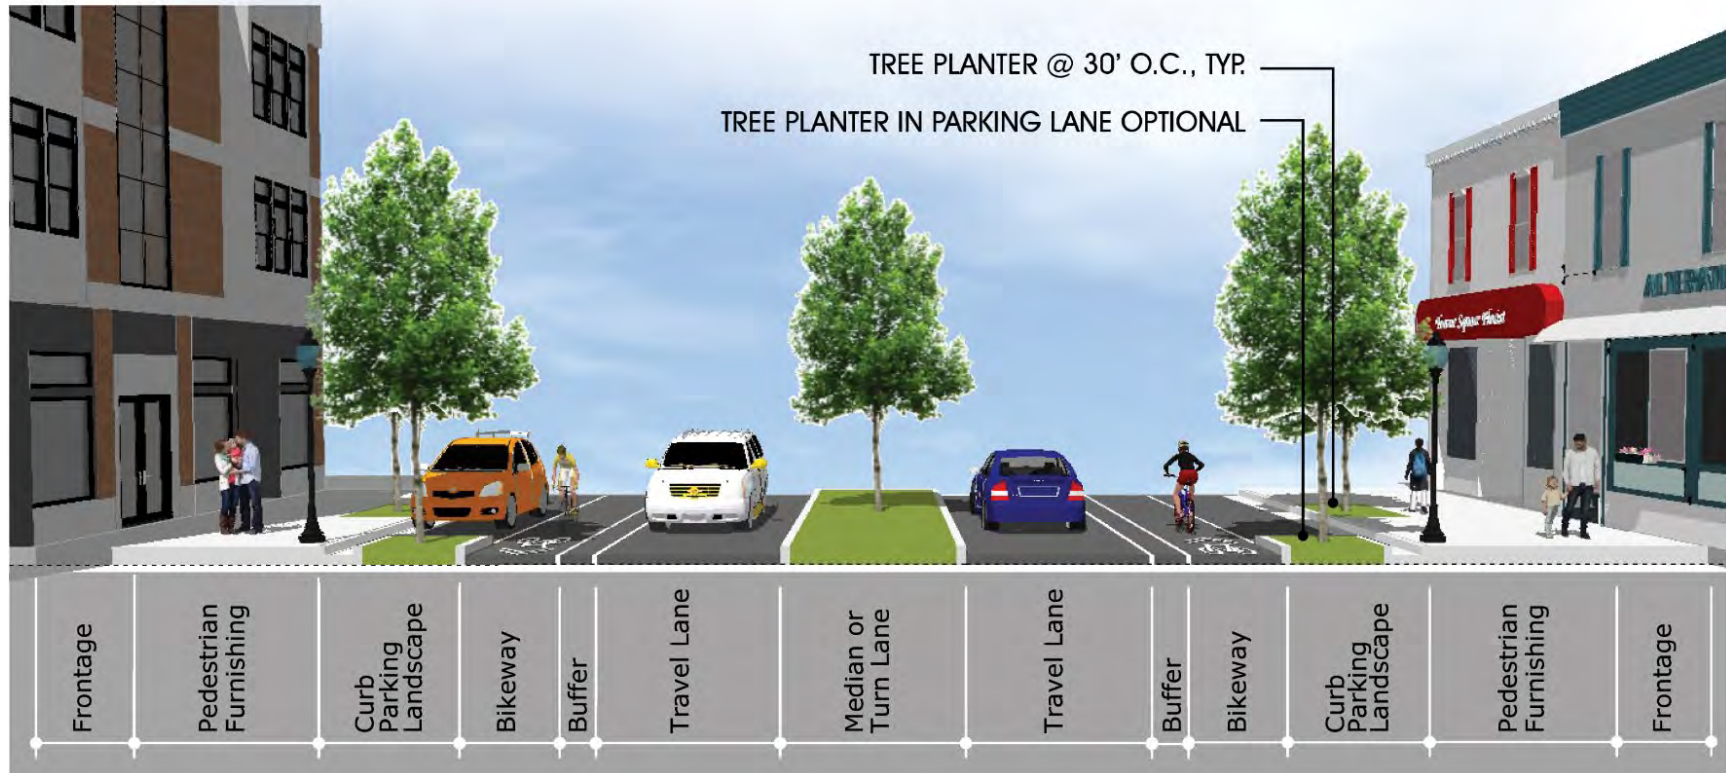 TREE PLANTER @ 30' O.C., TYP.
TREE PLANTER IN PARKING LANE OPTIONAL
Frontage
Pedestrian
Furnishing
Curb
Parking
Landscape
Bikeway
Buffer
Travel Lane
Median or
Turn Lane
Travel Lane
Buffer
Bikeway
Curb
Parking
Landscape
Pedestrian
Furnishing
Frontage